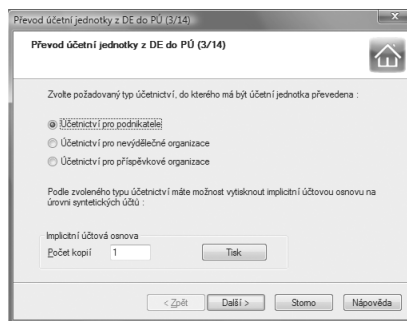 Převod účetní jednotky z DE do PÚ (3/14)
Převod účetní jednotky z DE do PÚ (3/14)
Zvolte požadovaný typ účetnictví, do kterého má být účetní jednotka převedena :
Účetnictví pro podnikatele
Účetnictví pro nevýdělečné organizace
Účetnictví pro příspěvkové organizace
Podle zvoleného typu účetnictví máte možnost vytisknout implicitní účtovou osnovu na
úrovni syntetických účtů :
Implicitní účtová osnova
Počet kopií 1 Tisk
< Zpět Další > Storno Nápověda